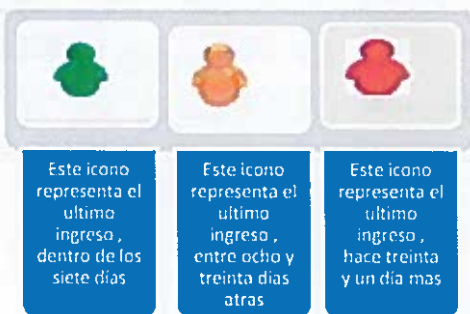 Este icono
representa el
ultimo
ingreso ,
dentro de los
siete días
Este icono
representa el
ultimo
ingreso ,
entre ocho y
treinta dias
atras
Este icono
representa el
ultimo
ingreso ,
hace treinta
y un día mas